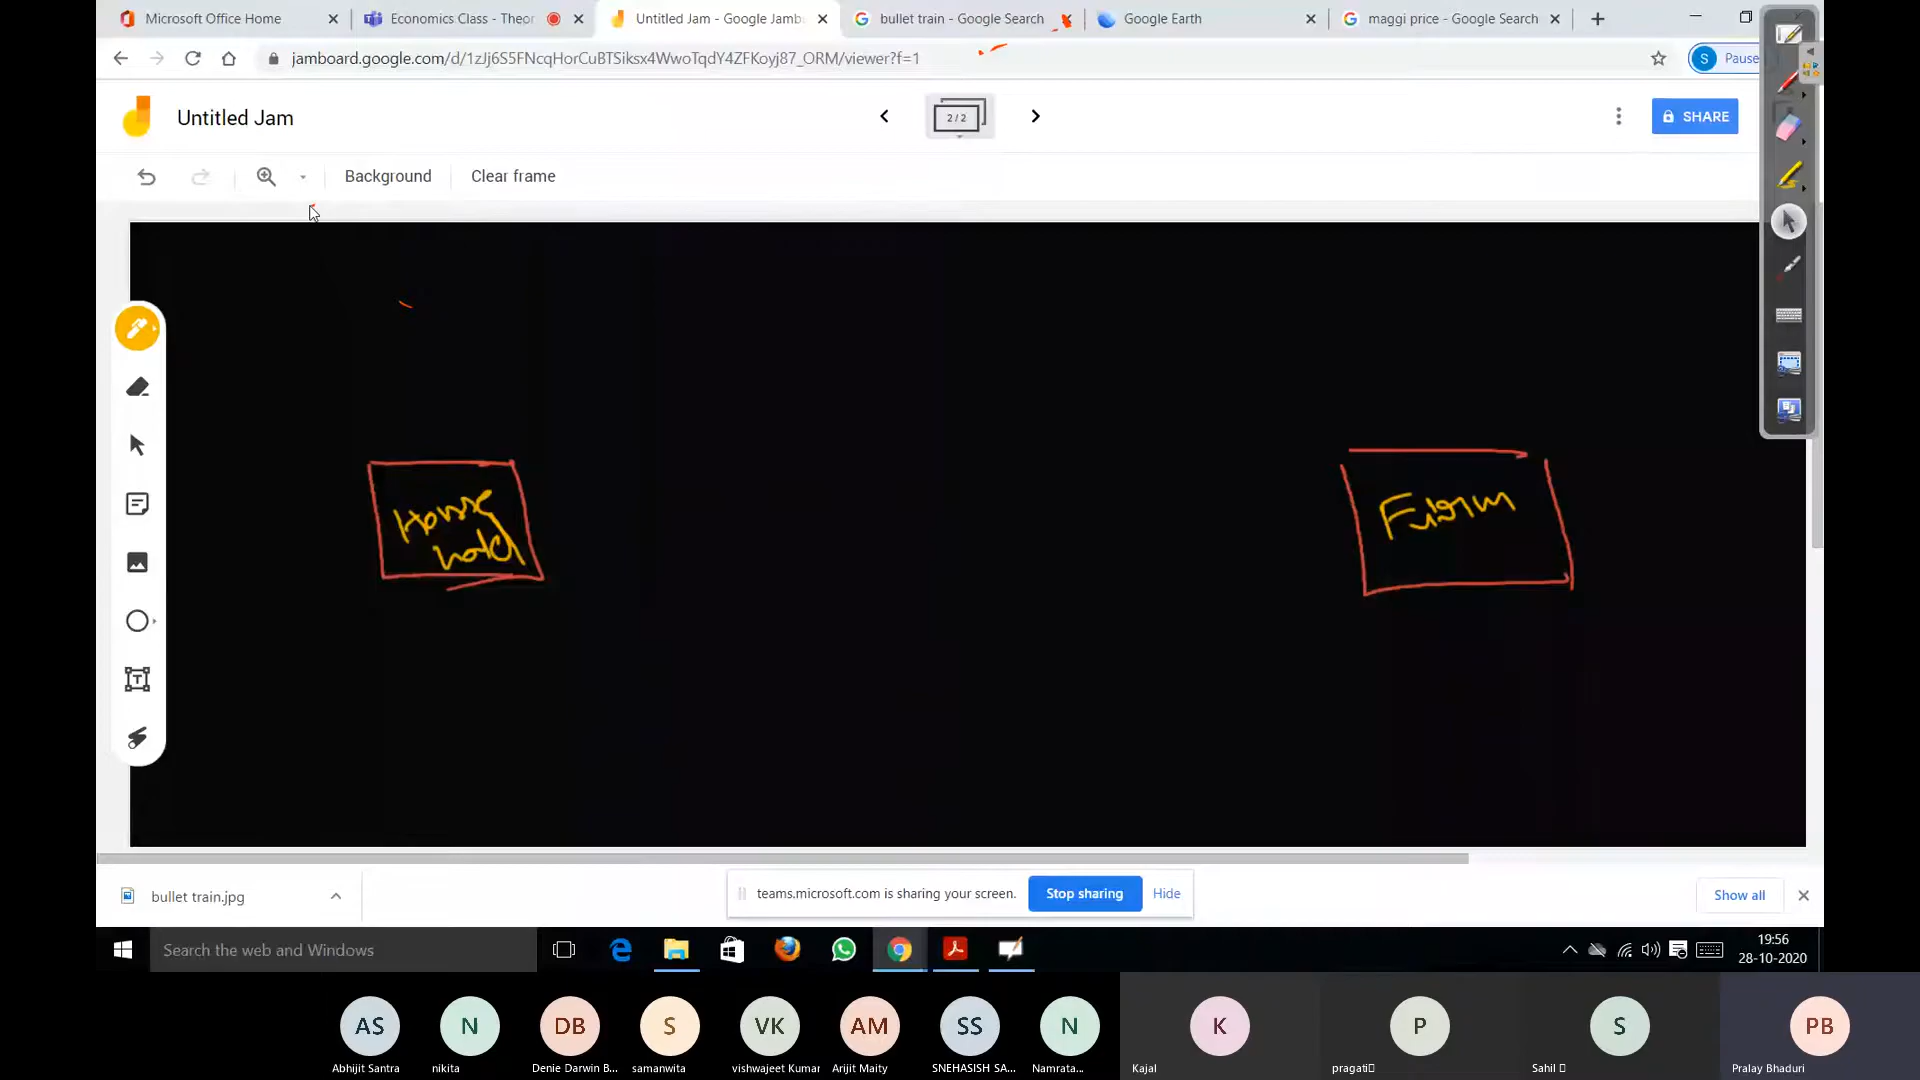 Microsoft Office Home
Economics Class - Theor
Untitled Jam - Google Jamb
bullet train - Google Search
Google Earth
maggi price - Google Search
jamboard.google.com/d/1zJj6S5FNcqHorCuBTSiksx4WwoTqdY4ZFKoyj87_ORM/viewer?f=1
S
Pause
Untitled Jam
2 / 2
SHARE
Background
Clear frame
House
hold
Firm
bullet train.jpg
teams.microsoft.com is sharing your screen.
Stop sharing
Hide
Show all
Search the web and Windows
19:56
28-10-2020
AS
N
DB
S
VK
AM
SS
N
K
P
S
PB
Abhijit Santra
nikita
Denie Darwin B...
samanwita
vishwajeet Kumar
Arijit Maity
SNEHASISH SA...
Namrata...
Kajal
pragati
Sahil
Pralay Bhaduri